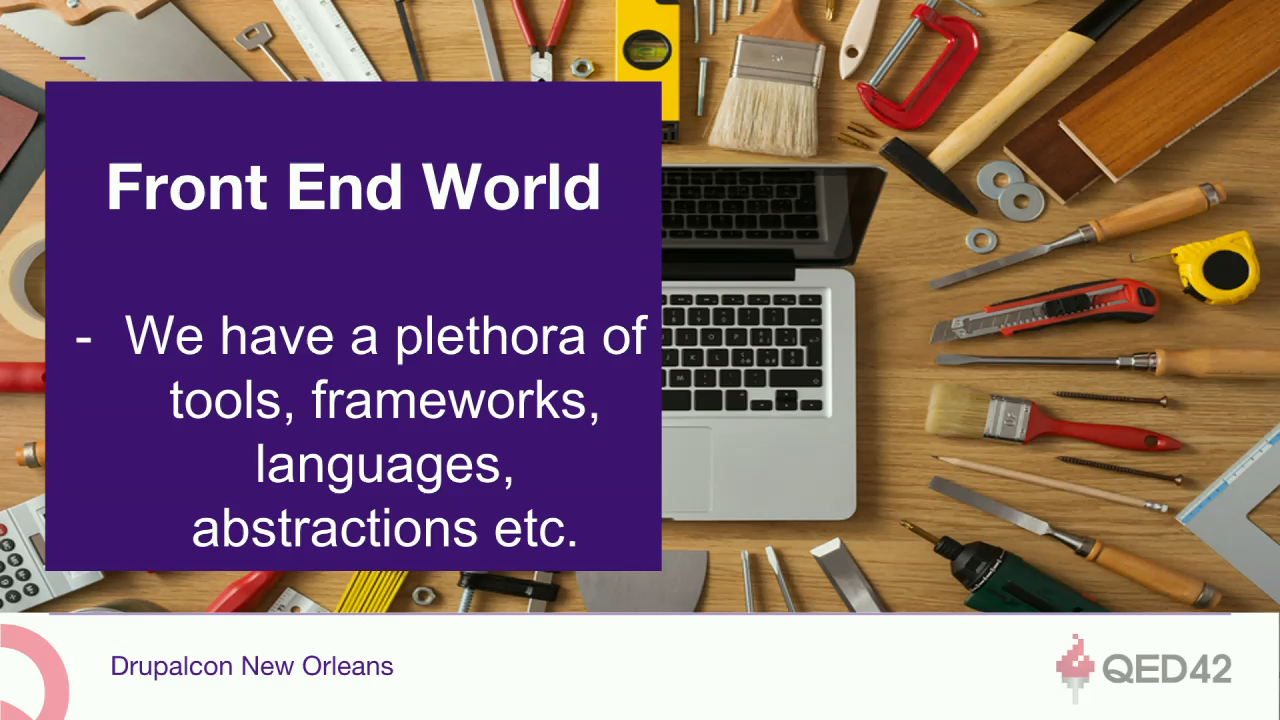 Front End World
- We have a plethora of
tools, frameworks,
languages,
abstractions etc.
Drupalcon New Orleans
QED42